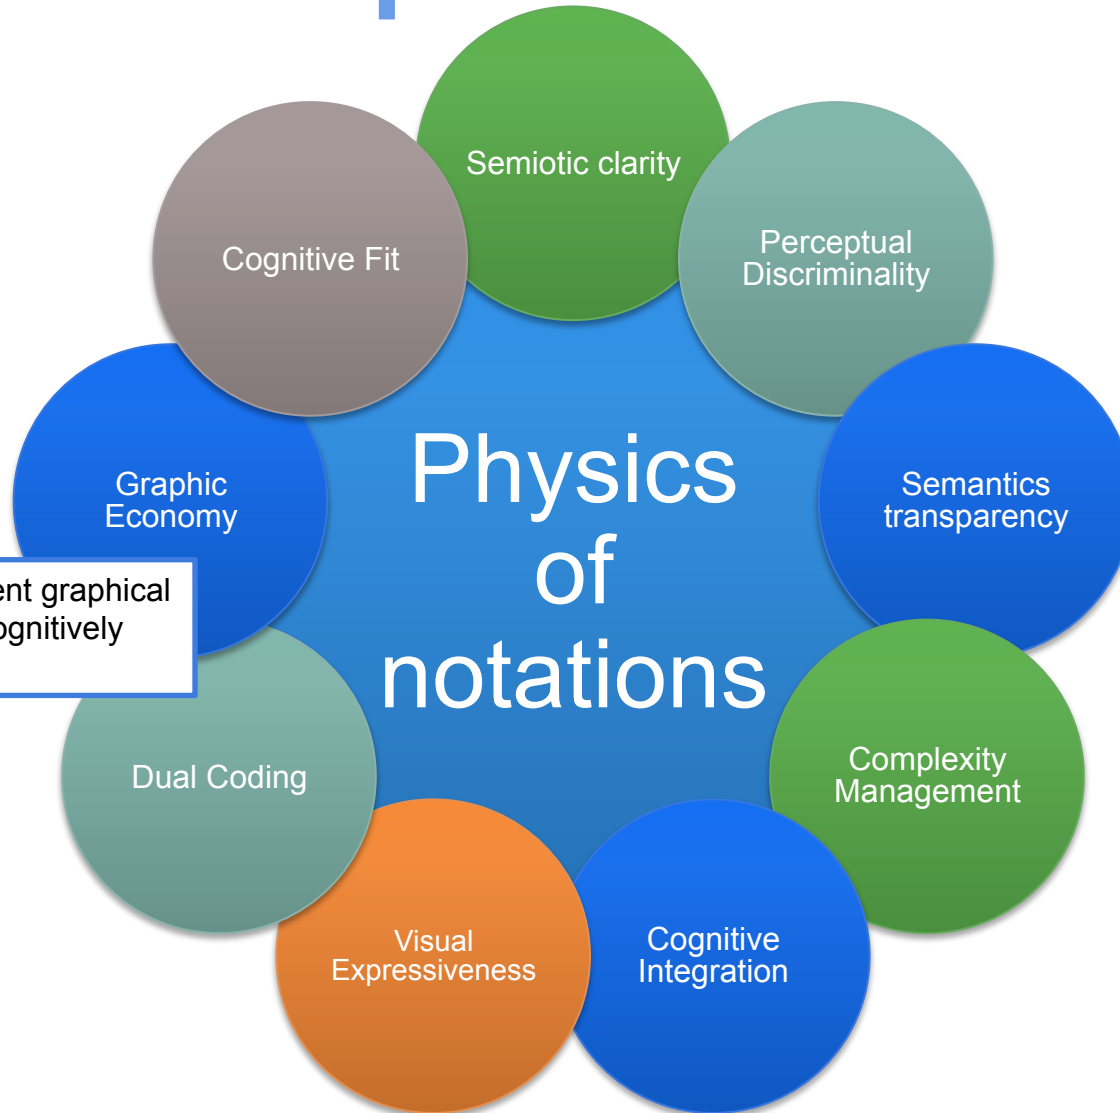 Semiotic clarity
Perceptual
Discriminality
Cognitive Fit
Semantics
transparency
Graphic
Economy
Physics
of
notations
ent graphical
ognitively
Complexity
Management
Dual Coding
Cognitive
Integration
Visual
Expressiveness